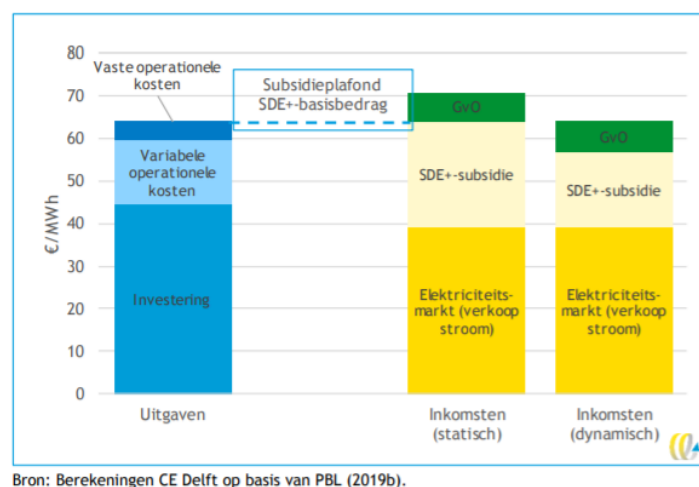 80
70
60
50
40
30
20
10
0
€/MWh
Vaste operationele
kosten
Variabele
operationele
kosten
Investering
Subsidieplafond
SDE+-basisbedrag
GvO
SDE+-subsidie
Elektriciteits-
markt (verkoop
stroom)
GvO
SDE+-subsidie
Elektriciteits-
markt (verkoop
stroom)
Uitgaven
Inkomsten
(statisch)
Inkomsten
(dynamisch)
Bron: Berekeningen CE Delft op basis van PBL (2019b).